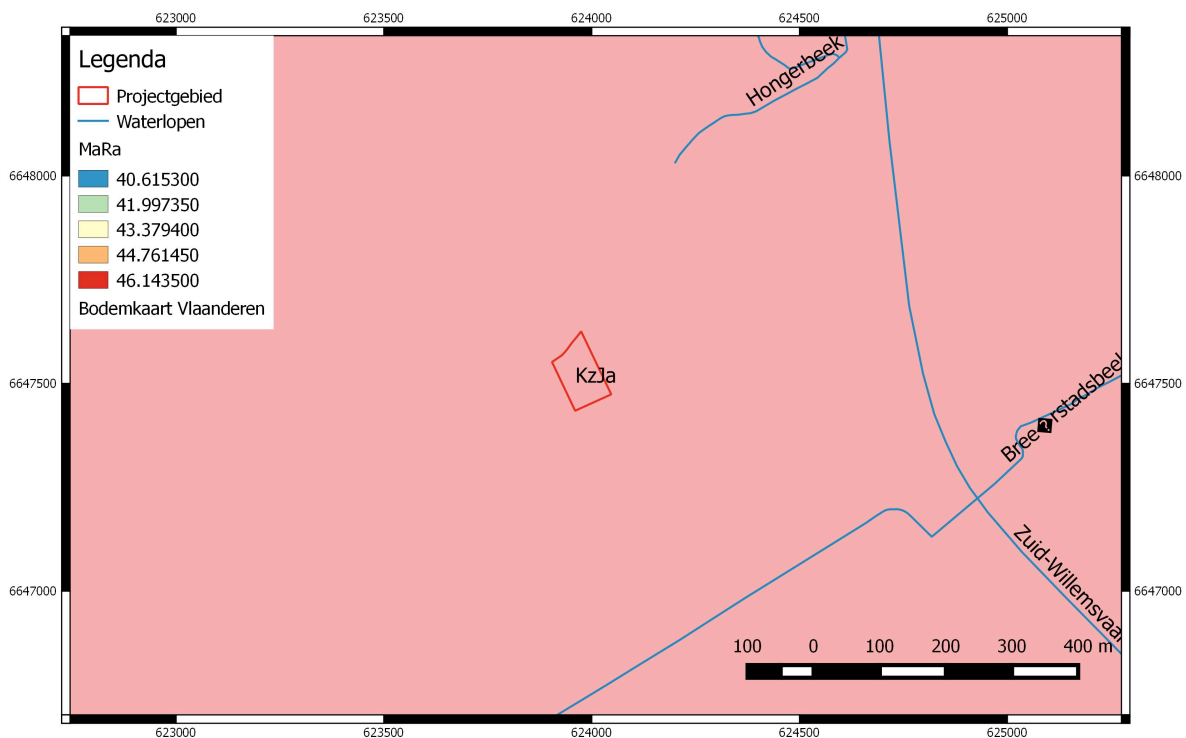 623000 623500 624000 624500 625000
Legenda
Projectgebied
Waterlopen
MaRa
40.615300
41.997350
43.379400
44.761450
46.143500
Bodemkaart Vlaanderen
Hongerbeek
6648000 6648000
KzJa
6647500 6647500
?
Zuid-Willemsvaar
6647000 6647000
100 0 100 200 300 400 m
623000 623500 624000 624500 625000